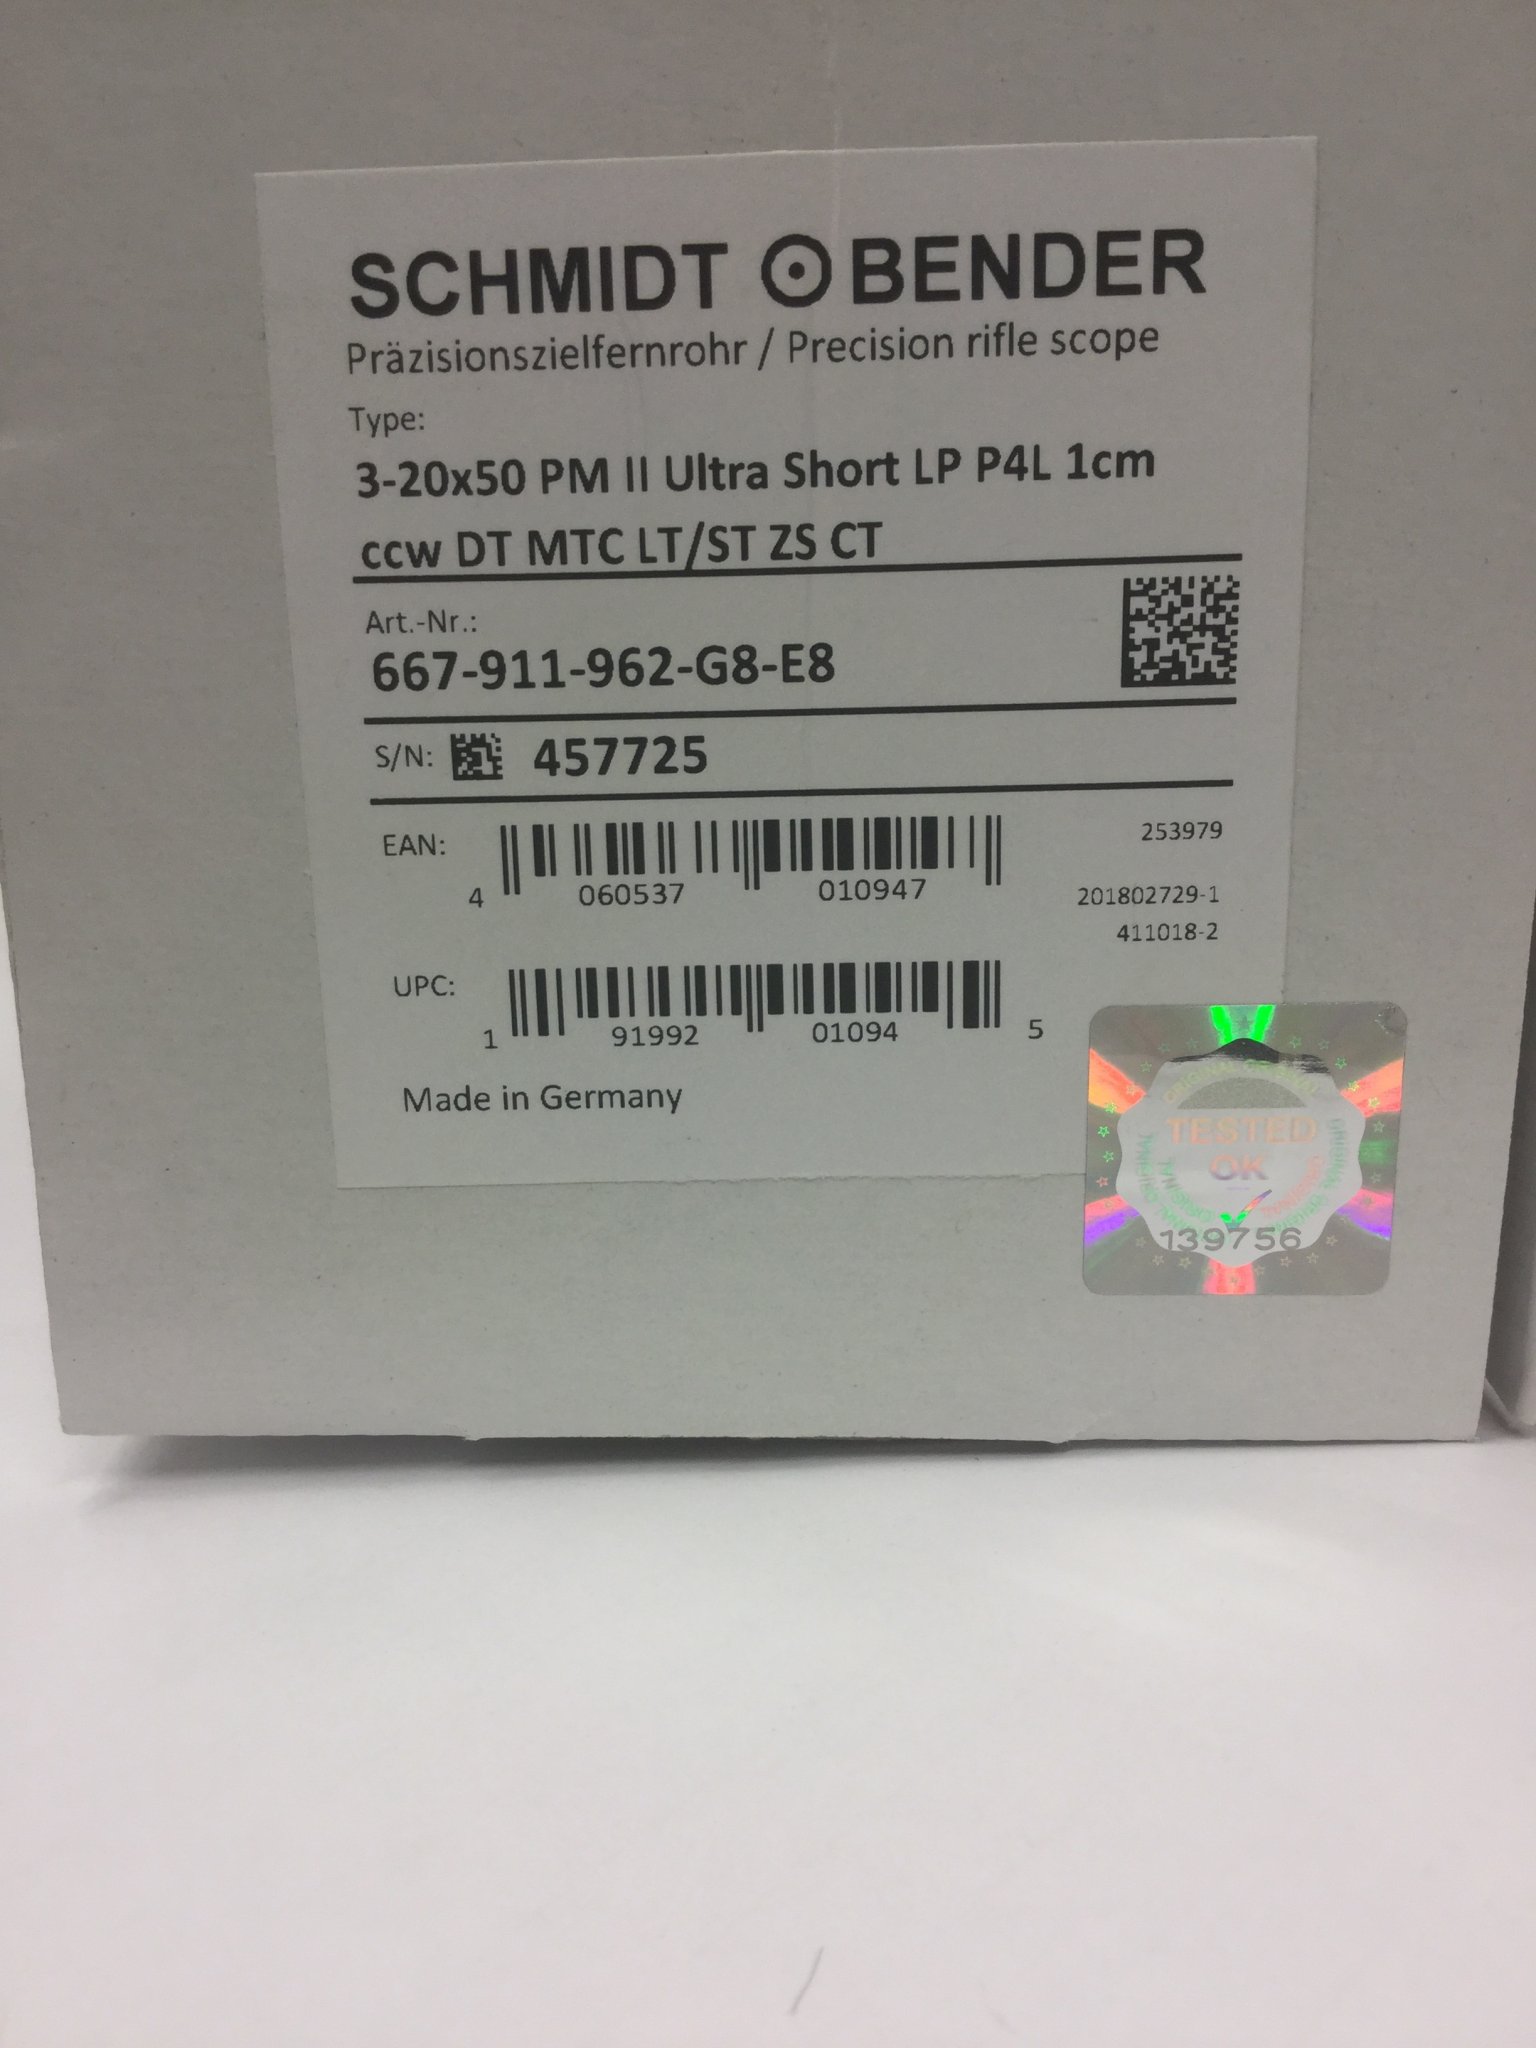 SCHMIDT BENDER
Präzisionszielfernrohr / Precision rifle scope
Type:
3-20x50 PM II Ultra Short LP P4L 1cm
ccw DT MTC LT/ST ZS CT
Art.-Nr.:
667-911-962-G8-E8
S/N: 457725
EAN: 4 060537 010947
253979
201802729-1
411018-2
UPC: 1 91992 01094 5
Made in Germany
ORIGINAL ORIGINAL
TESTED
OK
139756